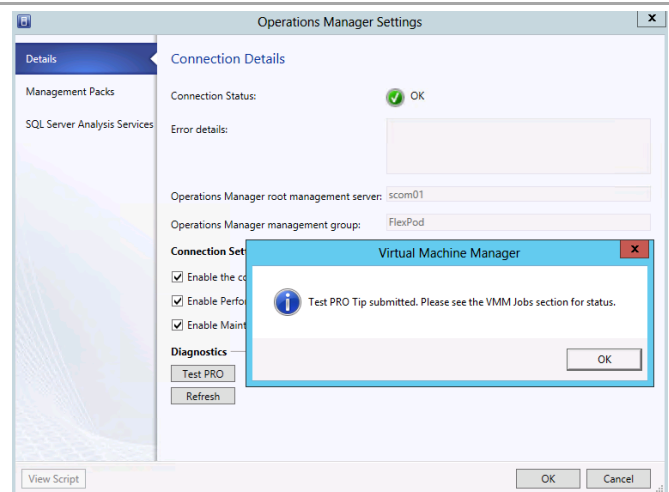 Operations Manager Settings
x
Details
Management Packs
SQL Server Analysis Services
Connection Details
Connection Status:
OK
Error details:
Operations Manager root management server:
scom01
Operations Manager management group:
FlexPod
Connection Set
Enable the co
Enable Perfor
Enable Maint
Diagnostics
Test PRO
Refresh
Virtual Machine Manager
x
Test PRO Tip submitted. Please see the VMM Jobs section for status.
OK
View Script
OK
Cancel